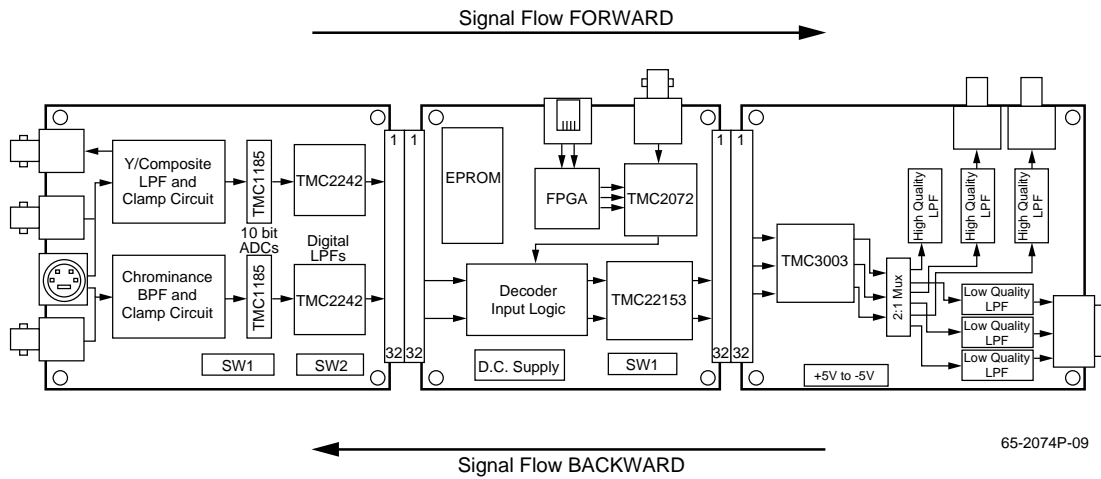 Signal Flow FORWARD
Y/Composite
LPF and
Clamp Circuit
TMC1185
TMC2242
10 bit
ADCs
Digital
LPFs
Chrominance
BPF and
Clamp Circuit
TMC1185
TMC2242
SW1
SW2
1
1
32
32
EPROM
FPGA
TMC2072
Decoder
Input Logic
TMC22153
D.C. Supply
SW1
1
1
32
32
TMC3003
2:1 Mux
High Quality
LPF
High Quality
LPF
High Quality
LPF
Low Quality
LPF
Low Quality
LPF
Low Quality
LPF
+5V to -5V
65-2074P-09
Signal Flow BACKWARD